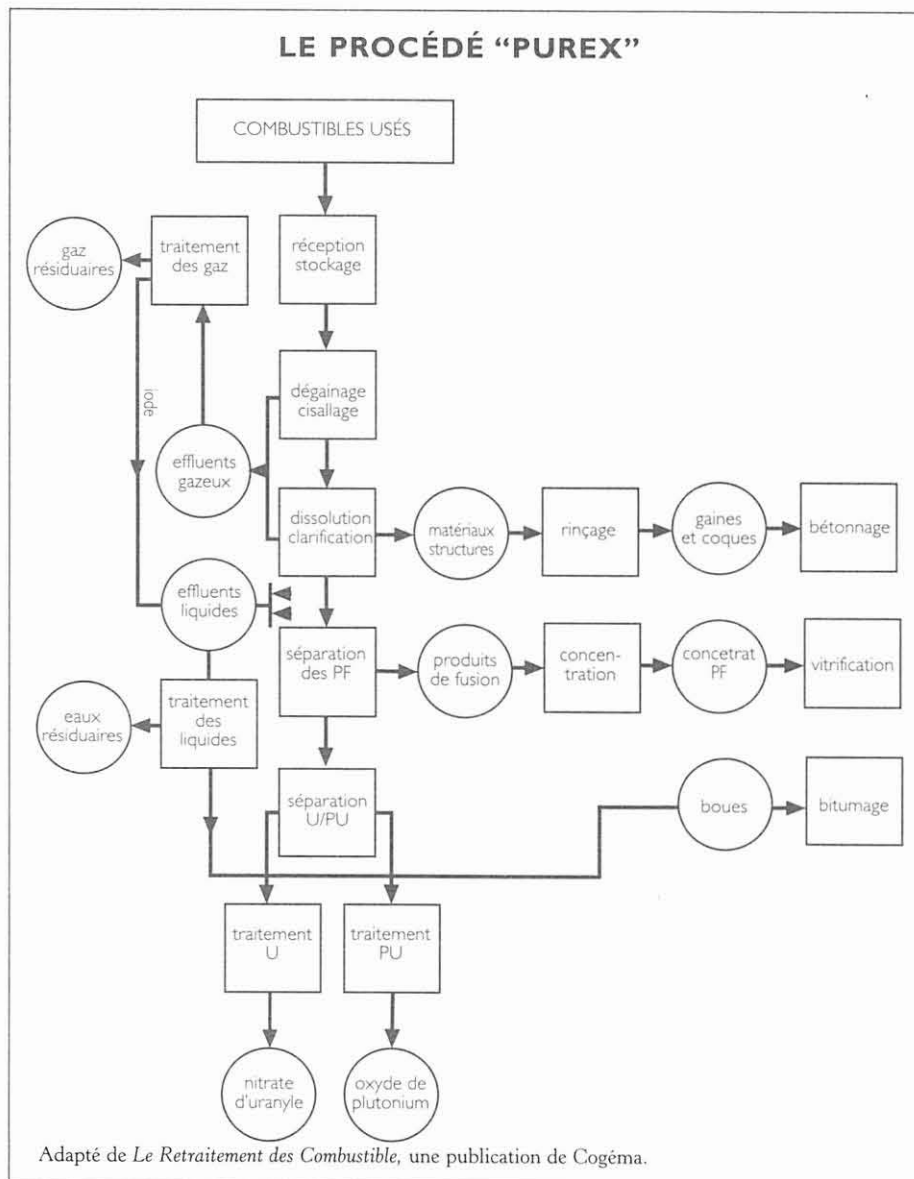 LE PROCÉDÉ “PUREX”
COMBUSTIBLES USÉS
gaz
résiduaires
traitement
des gaz
réception
stockage
iode
dégainage
cisallage
effluents
gazeux
dissolution
clarification
matériaux
structures
rinçage
gaines
et coques
bétonnage
effluents
liquides
séparation
des PF
produits
de fusion
concen-
tration
concetrat
PF
vitrification
eaux
résiduaires
traitement
des
liquides
séparation
U/PU
boues
bitumage
traitement
U
traitement
PU
nitrate
d'uranyle
oxyde de
plutonium
Adapté de Le Retraitement des Combustible, une publication de Cogéma.